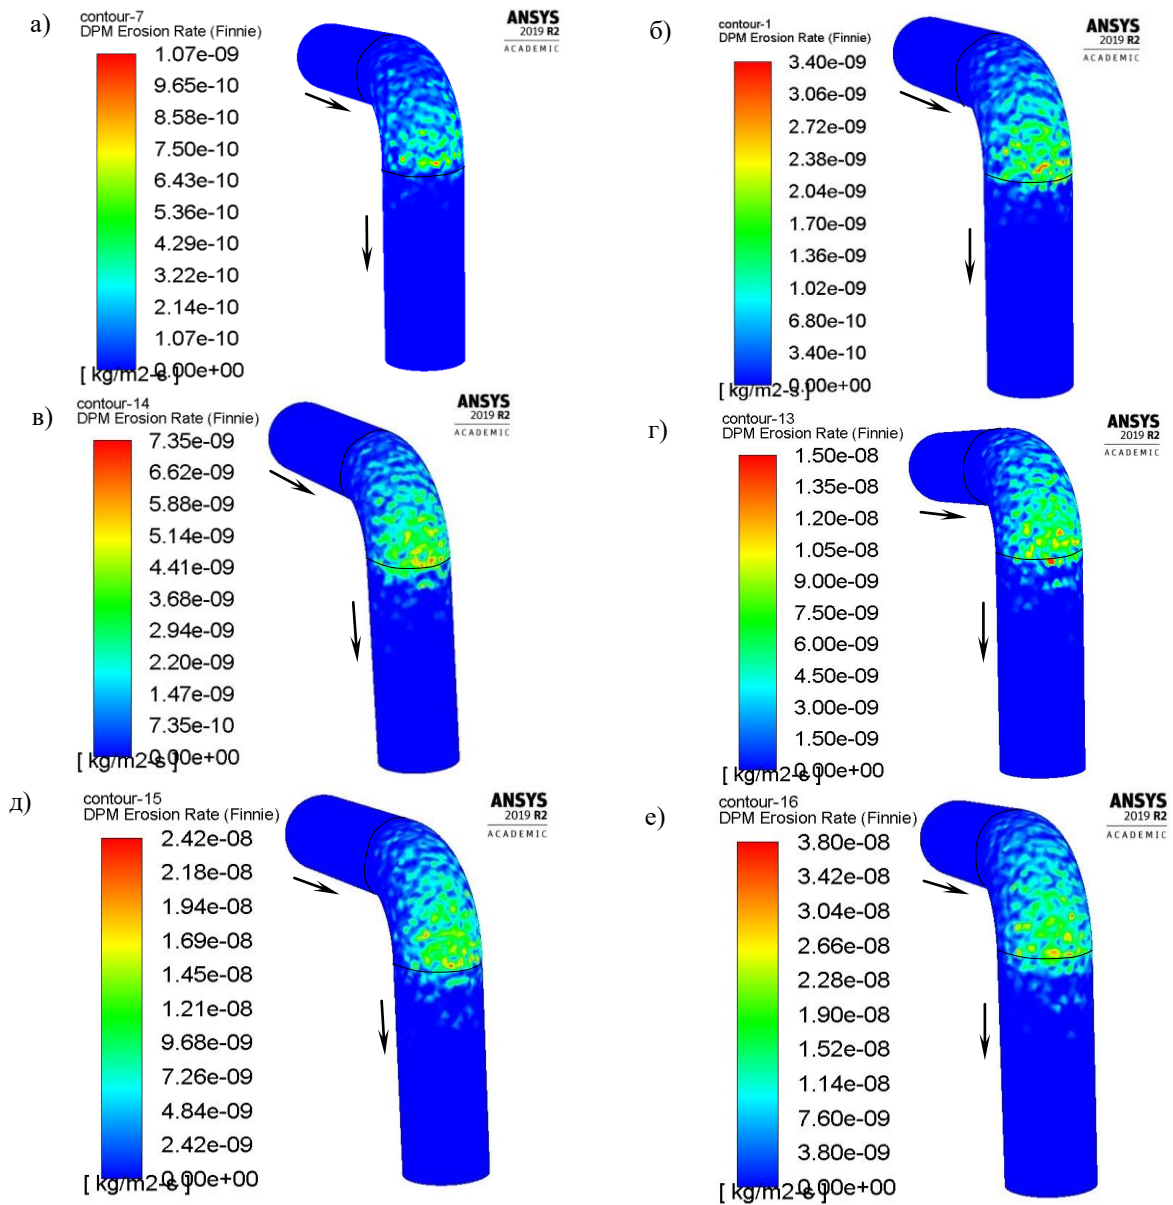 а)
contour-7
DPM Erosion Rate (Finnie)
1.07e-09
9.65e-10
8.58e-10
7.50e-10
6.43e-10
5.36e-10
4.29e-10
3.22e-10
2.14e-10
1.07e-10
0.00e+00
[ kg/m2-s ]
ANSYS
2019 R2
ACADEMIC
б)
contour-1
DPM Erosion Rate (Finnie)
3.40e-09
3.06e-09
2.72e-09
2.38e-09
2.04e-09
1.70e-09
1.36e-09
1.02e-09
6.80e-10
3.40e-10
0.00e+00
[ kg/m2-s ]
ANSYS
2019 R2
ACADEMIC
в)
contour-14
DPM Erosion Rate (Finnie)
7.35e-09
6.62e-09
5.88e-09
5.14e-09
4.41e-09
3.68e-09
2.94e-09
2.20e-09
1.47e-09
7.35e-10
0.00e+00
[ kg/m2-s ]
ANSYS
2019 R2
ACADEMIC
г)
contour-13
DPM Erosion Rate (Finnie)
1.50e-08
1.35e-08
1.20e-08
1.05e-08
9.00e-09
7.50e-09
6.00e-09
4.50e-09
3.00e-09
1.50e-09
0.00e+00
[ kg/m2-s ]
ANSYS
2019 R2
ACADEMIC
д)
contour-15
DPM Erosion Rate (Finnie)
2.42e-08
2.18e-08
1.94e-08
1.69e-08
1.45e-08
1.21e-08
9.68e-09
7.26e-09
4.84e-09
2.42e-09
0.00e+00
[ kg/m2-s ]
ANSYS
2019 R2
ACADEMIC
е)
contour-16
DPM Erosion Rate (Finnie)
3.80e-08
3.42e-08
3.04e-08
2.66e-08
2.28e-08
1.90e-08
1.52e-08
1.14e-08
7.60e-09
3.80e-09
0.00e+00
[ kg/m2-s ]
ANSYS
2019 R2
ACADEMIC